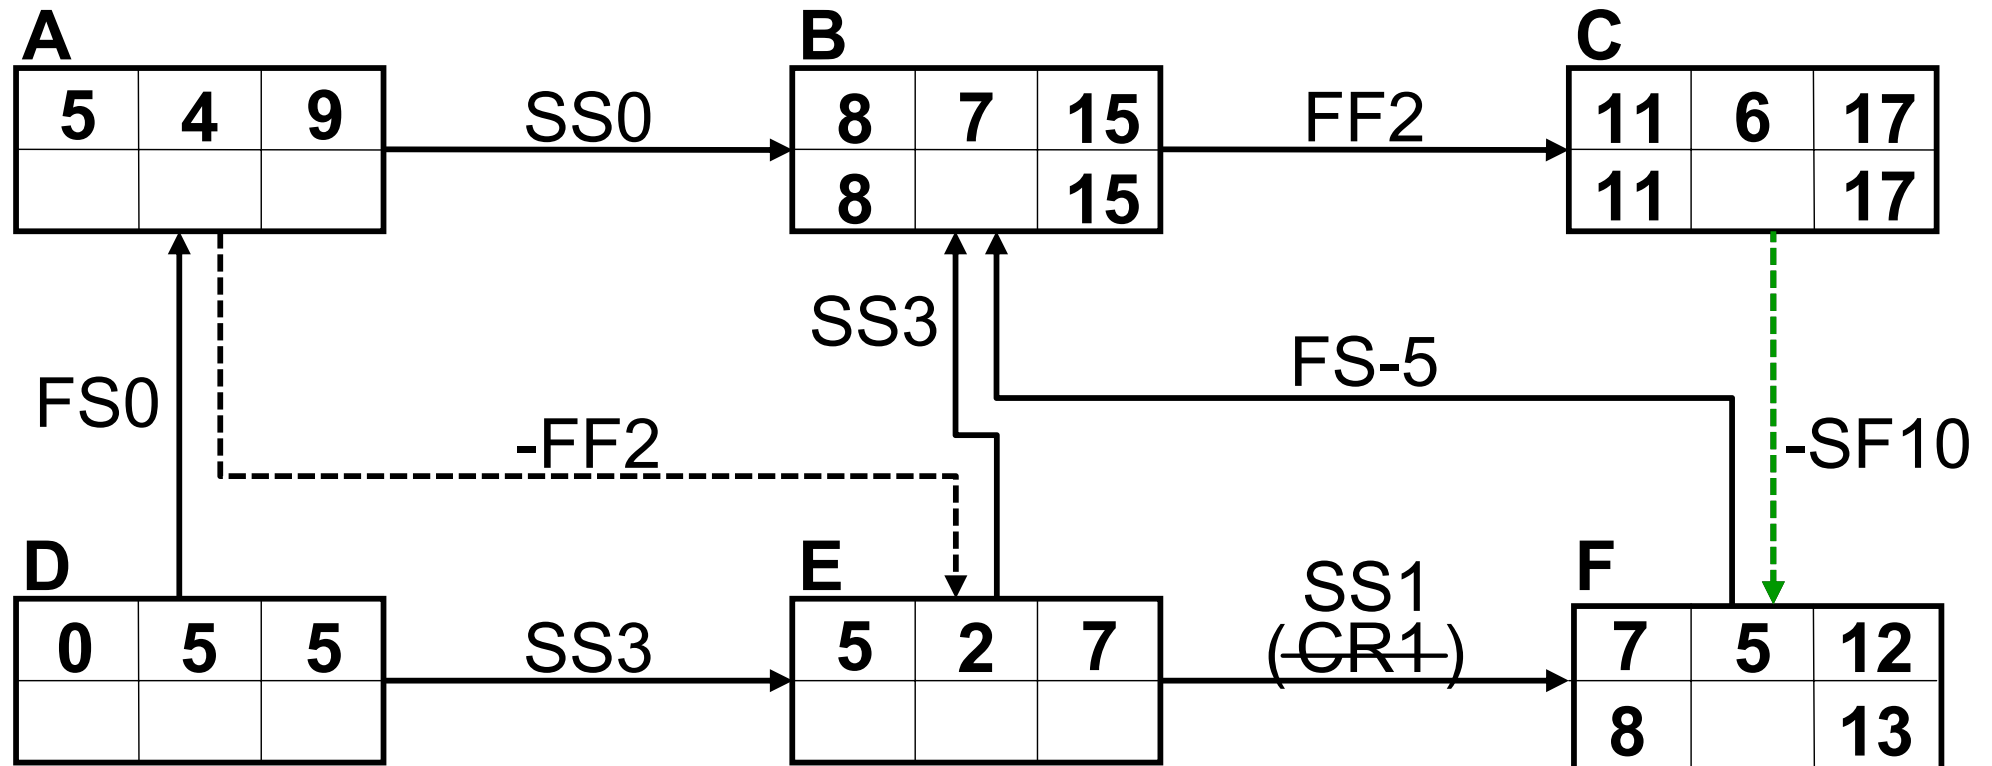 A B C
5 4 9 SS0 8 7 15 FF2 11 6 17
8 15 11 17
SS3
FS-5
FS0
-FF2 -SF10
D E F
SS1
0 5 5 SS3 5 2 7 (CR1) 7 5 12
8 13